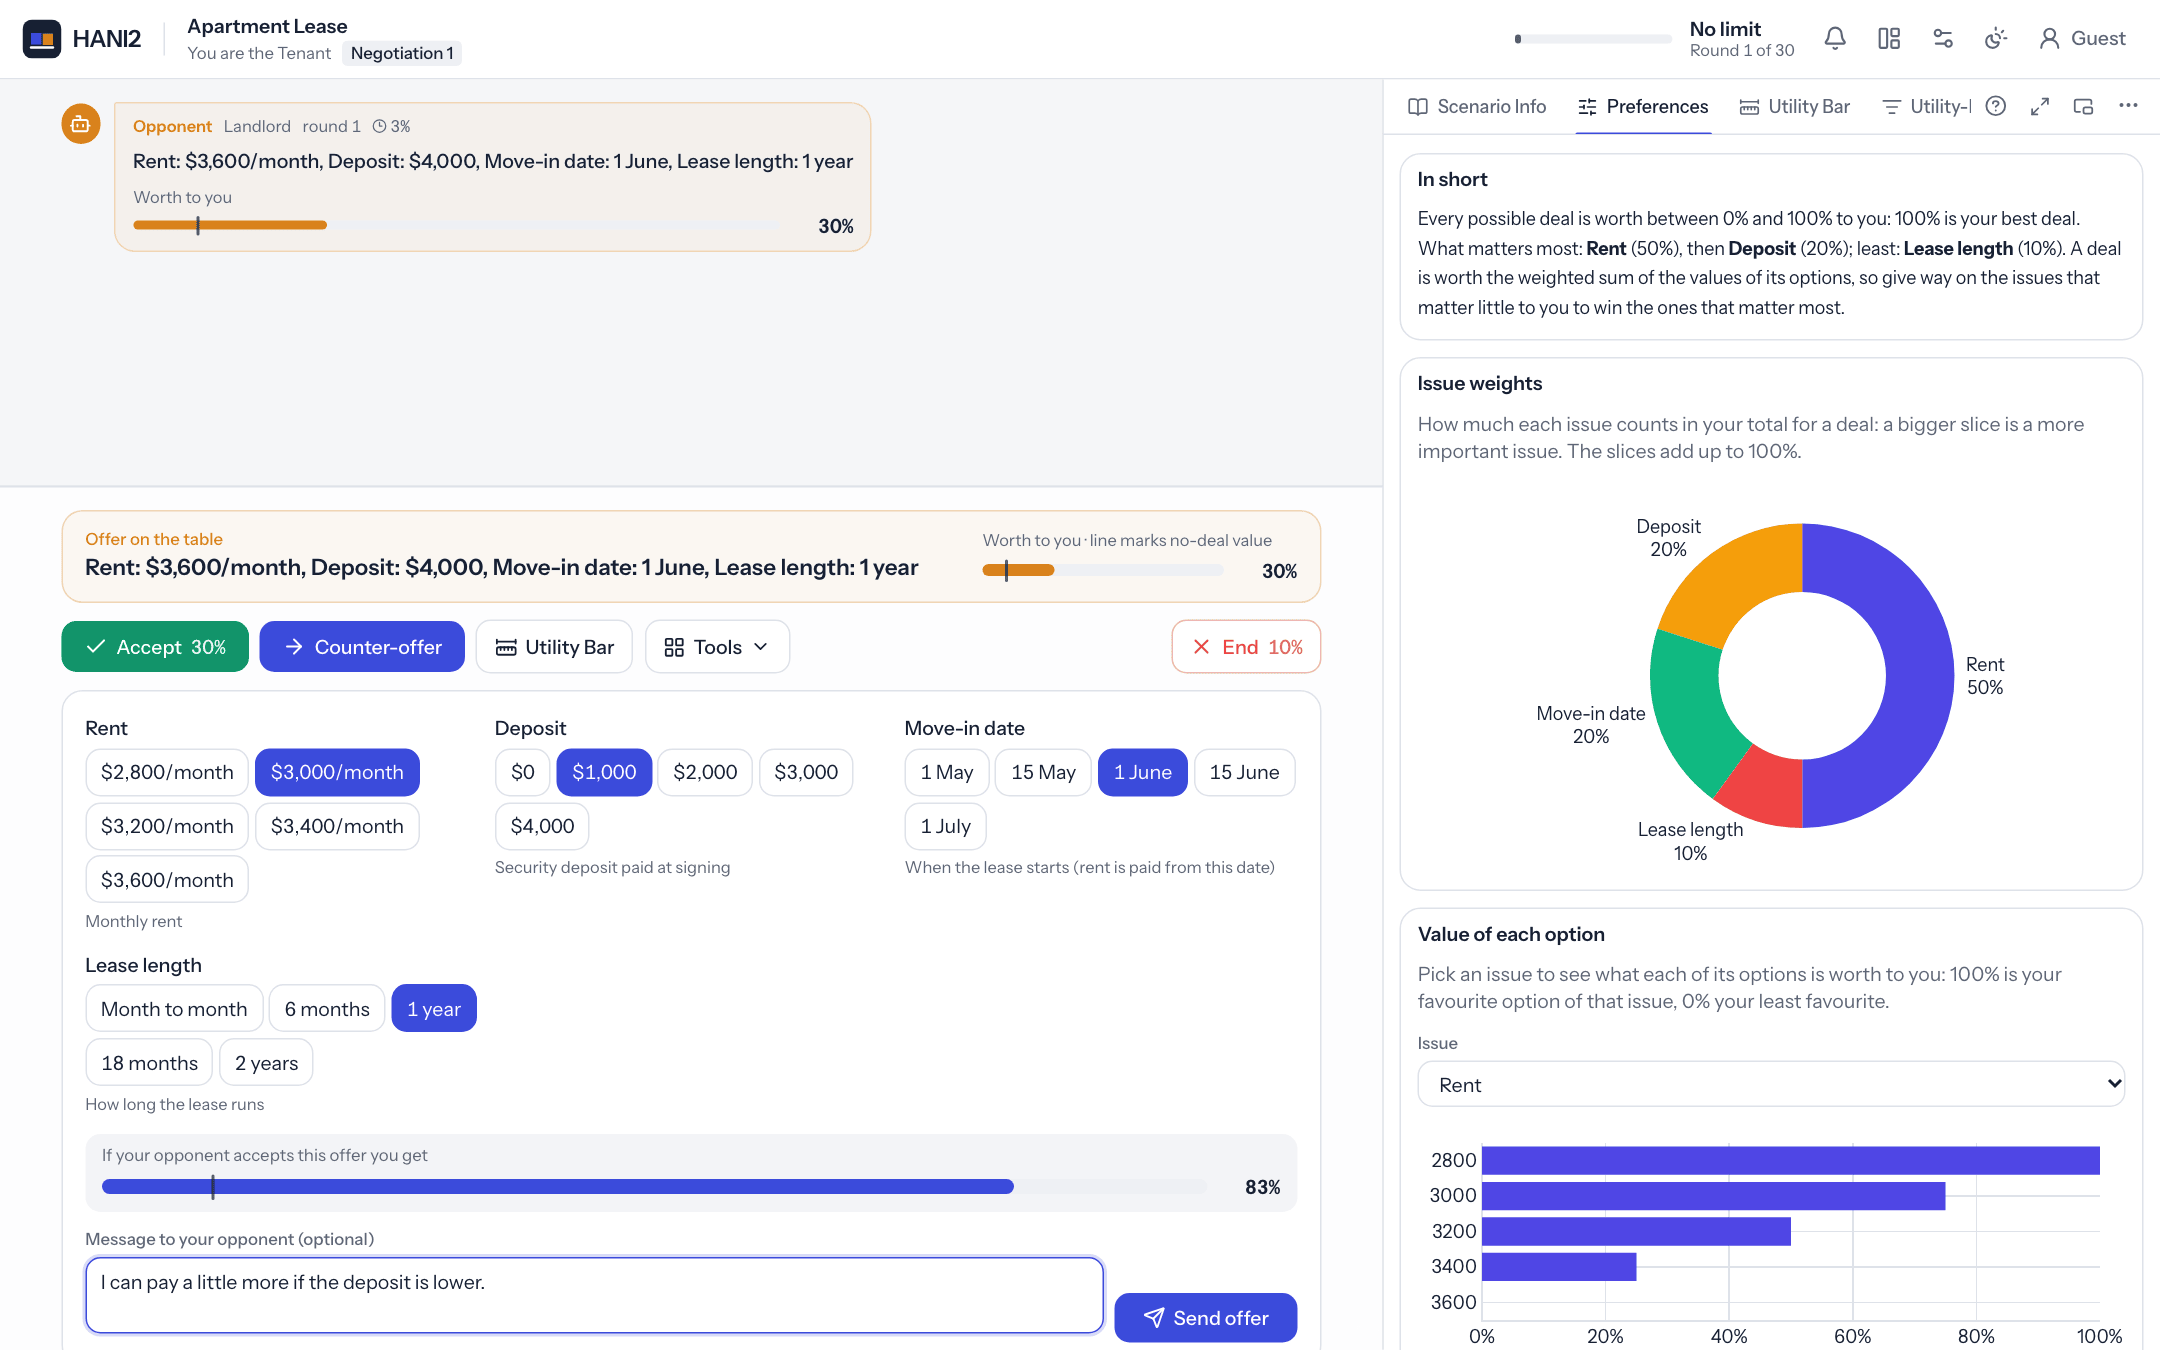 HANI2
Apartment Lease
You are the Tenant Negotiation 1
No limit
Round 1 of 30
Guest
Opponent Landlord round 1 3%
Rent: $3,600/month, Deposit: $4,000, Move-in date: 1 June, Lease length: 1 year
Worth to you
30%
Offer on the table
Rent: $3,600/month, Deposit: $4,000, Move-in date: 1 June, Lease length: 1 year
Worth to you · line marks no-deal value
30%
Accept 30%
Counter-offer
Utility Bar
Tools
End 10%
Rent
$2,800/month
$3,000/month
$3,200/month
$3,400/month
$3,600/month
Monthly rent
Deposit
$0
$1,000
$2,000
$3,000
$4,000
Security deposit paid at signing
Move-in date
1 May
15 May
1 June
15 June
1 July
When the lease starts (rent is paid from this date)
Lease length
Month to month
6 months
1 year
18 months
2 years
How long the lease runs
If your opponent accepts this offer you get
83%
Message to your opponent (optional)
I can pay a little more if the deposit is lower.
Send offer
Scenario Info
Preferences
Utility Bar
Utility-
In short
Every possible deal is worth between 0% and 100% to you: 100% is your best deal.
What matters most: Rent (50%), then Deposit (20%); least: Lease length (10%). A deal
is worth the weighted sum of the values of its options, so give way on the issues that
matter little to you to win the ones that matter most.
Issue weights
How much each issue counts in your total for a deal: a bigger slice is a more
important issue. The slices add up to 100%.
Deposit
20%
Rent
50%
Move-in date
20%
Lease length
10%
Value of each option
Pick an issue to see what each of its options is worth to you: 100% is your
favourite option of that issue, 0% your least favourite.
Issue
Rent
2800
3000
3200
3400
3600
0% 20% 40% 60% 80% 100%